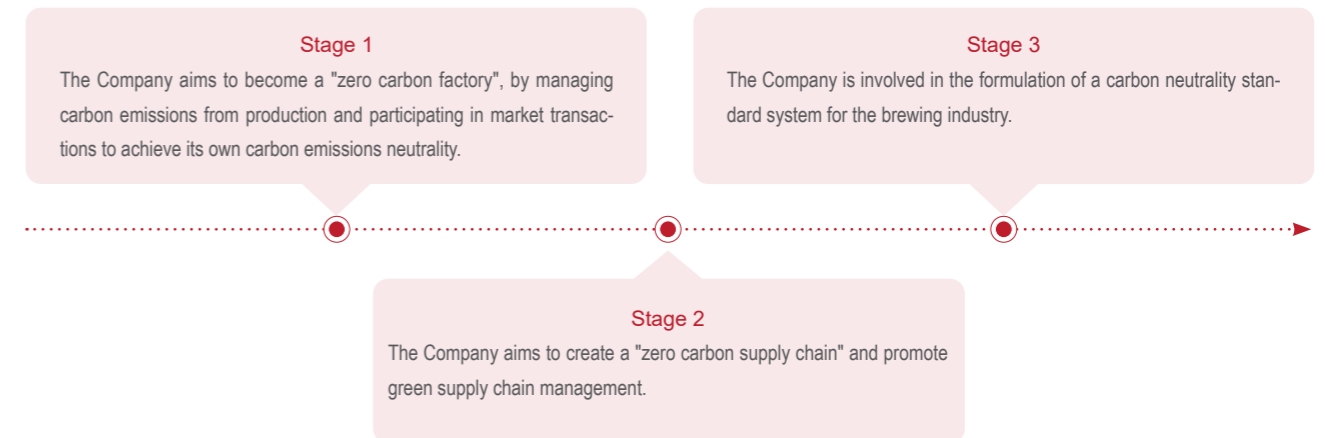 Stage 1
The Company aims to become a "zero carbon factory", by managing
carbon emissions from production and participating in market transac-
tions to achieve its own carbon emissions neutrality.
Stage 3
The Company is involved in the formulation of a carbon neutrality stan-
dard system for the brewing industry.
Stage 2
The Company aims to create a "zero carbon supply chain" and promote
green supply chain management.